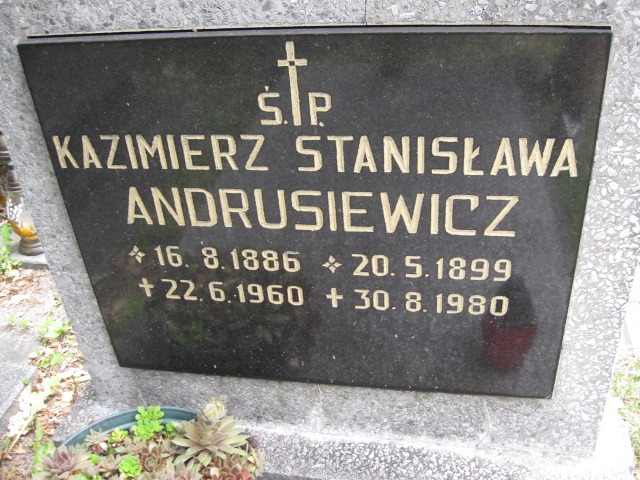 Ś.P.
KAZIMIERZ STANISŁAWA
ANDRUSIEWICZ
16. 8. 1886 20. 5. 1899
22. 6. 1960 30. 8. 1980